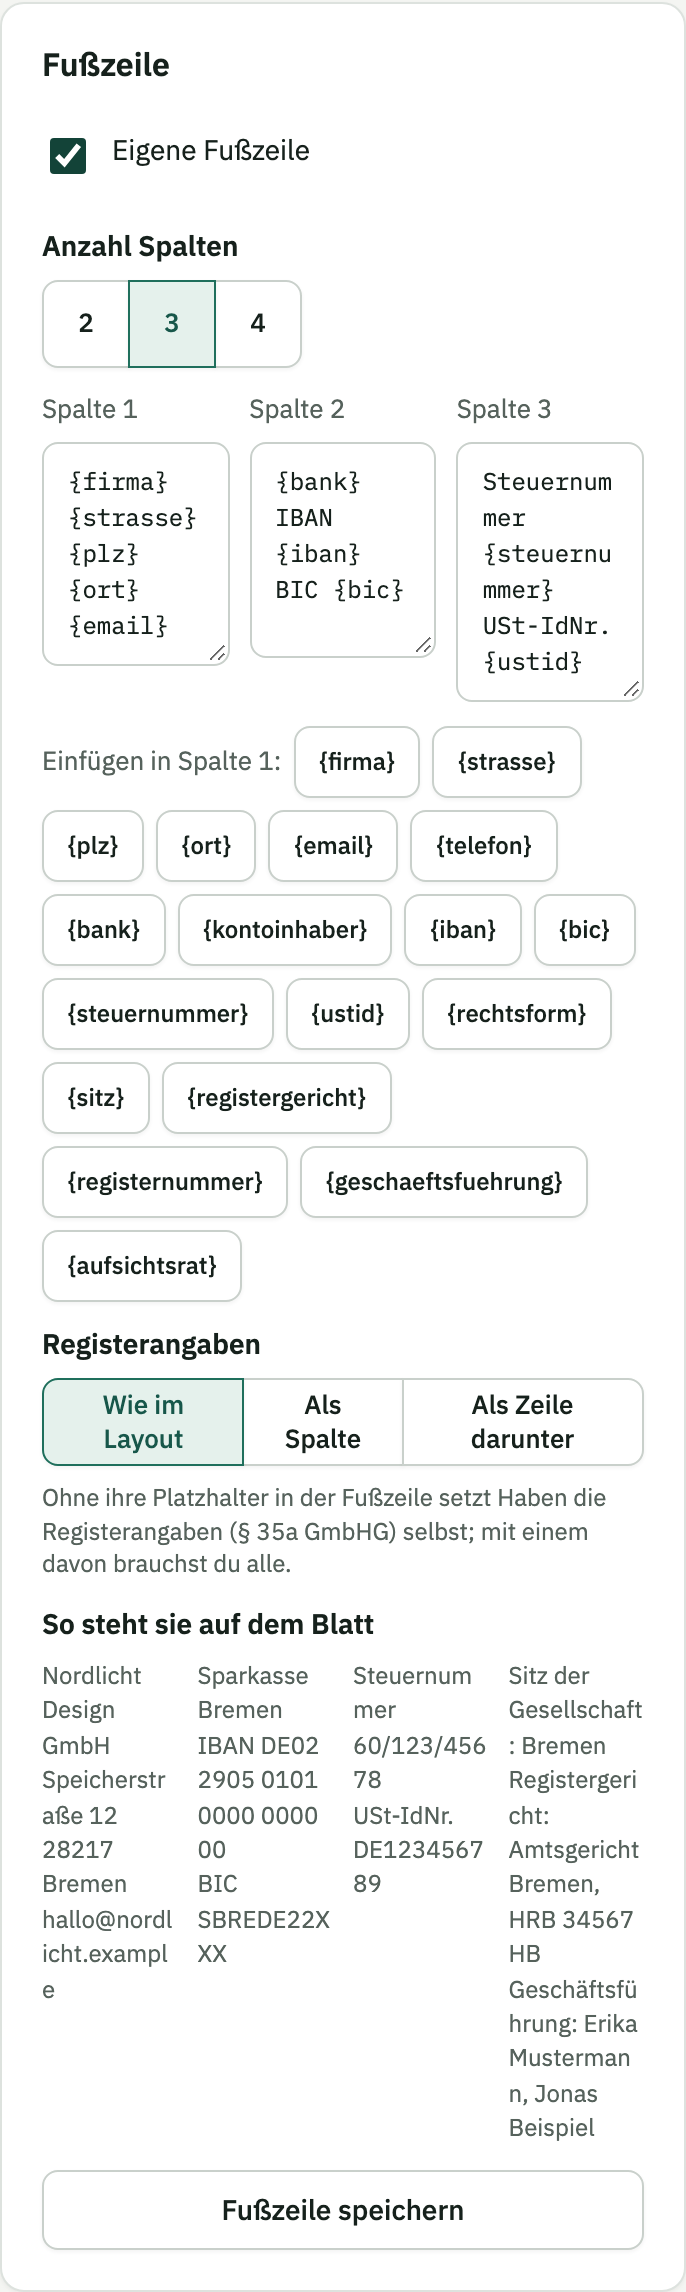 Fußzeile
Eigene Fußzeile
Anzahl Spalten
2 3 4
Spalte 1 Spalte 2 Spalte 3
{firma}
{strasse}
{plz}
{ort}
{email}
{bank}
IBAN
{iban}
BIC {bic}
Steuernum
mer
{steuernu
mmer}
USt-IdNr.
{ustid}
Einfügen in Spalte 1: {firma} {strasse}
{plz} {ort} {email} {telefon}
{bank} {kontoinhaber} {iban} {bic}
{steuernummer} {ustid} {rechtsform}
{sitz} {registergericht}
{registernummer} {geschaeftsfuehrung}
{aufsichtsrat}
Registerangaben
Wie im
Layout
Als
Spalte
Als Zeile
darunter
Ohne ihre Platzhalter in der Fußzeile setzt Haben die
Registerangaben (§ 35a GmbHG) selbst; mit einem
davon brauchst du alle.
So steht sie auf dem Blatt
Nordlicht
Design
GmbH
Speicherstr
aße 12
28217
Bremen
hallo@nordl
icht.exampl
e
Sparkasse
Bremen
IBAN DE02
2905 0101
0000 0000
00
BIC
SBREDE22X
XX
Steuernum
mer
60/123/456
78
USt-IdNr.
DE1234567
89
Sitz der
Gesellschaft
: Bremen
Registergeri
cht:
Amtsgericht
Bremen,
HRB 34567
HB
Geschäftsfü
hrung: Erika
Musterman
n, Jonas
Beispiel
Fußzeile speichern